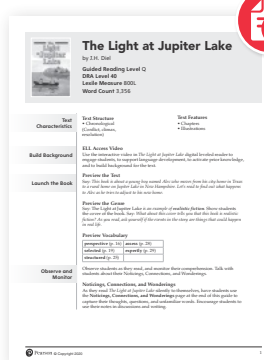 The Light at Jupiter Lake
by J.H. Diel
Guided Reading Level Q
DRA Level 40
Lexile Measure 800L
Word Count 3,356
Text Characteristics
Text Structure
• Chronological
(Conflict, climax,
resolution)
Text Features
• Chapters
• Illustrations
Build Background
ELL Access Video
Use the interactive video in The Light at Jupiter Lake digital leveled reader to
engage students, to support language development, to activate prior knowledge,
and to build background for the text.
Launch the Book
Preview the Text
Say: This book is about a young boy named Alec who moves from his city home in Texas
to a rural home on Jupiter Lake in New Hampshire. Let's read to find out what happens
to Alec as he tries to adjust to his new home.
Preview the Genre
Say: The Light of Jupiter Lake is an example of realistic fiction. Show students
the cover of the book. Say: What about this cover tells you that this book is realistic
fiction? As you read, ask yourself if the events in the story are things that could happen
in real life.
Preview Vocabulary
perspective (p. 16) access (p. 28)
selected (p. 19) expertly (p. 29)
structured (p. 25)
Observe and Monitor
Observe students as they read, and monitor their comprehension. Talk with
students about their Noticings, Connections, and Wonderings.
Noticings, Connections, and Wonderings
As they read The Light at Jupiter Lake silently to themselves, have students use
the Noticings, Connections, and Wonderings page at the end of this guide to
capture their thoughts, questions, and unfamiliar words. Encourage students to
use their notes in discussions and writing.
Pearson © Copyright 2020
1